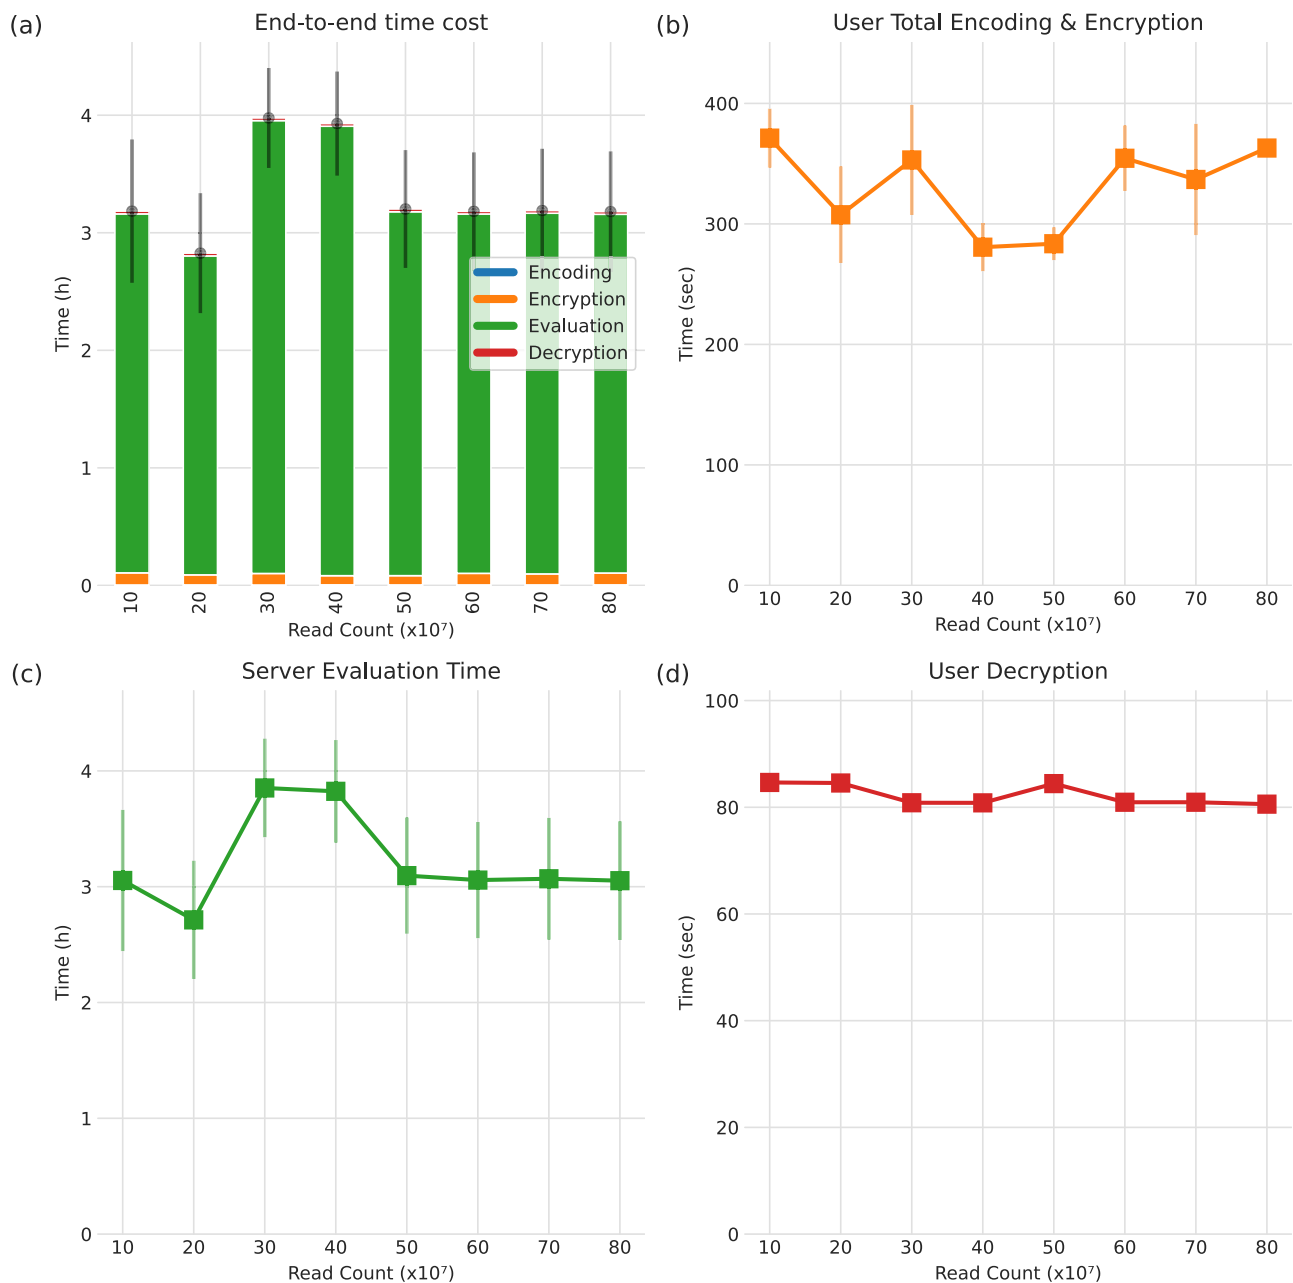 (a)
End-to-end time cost
4
3
2
1
0
Time (h)
10 20 30 40 50 60 70 80
Read Count (x10⁷)
Encoding
Encryption
Evaluation
Decryption
(b)
User Total Encoding & Encryption
400
300
200
100
0
Time (sec)
10 20 30 40 50 60 70 80
Read Count (x10⁷)
(c)
Server Evaluation Time
4
3
2
1
0
Time (h)
10 20 30 40 50 60 70 80
Read Count (x10⁷)
(d)
User Decryption
100
80
60
40
20
0
Time (sec)
10 20 30 40 50 60 70 80
Read Count (x10⁷)